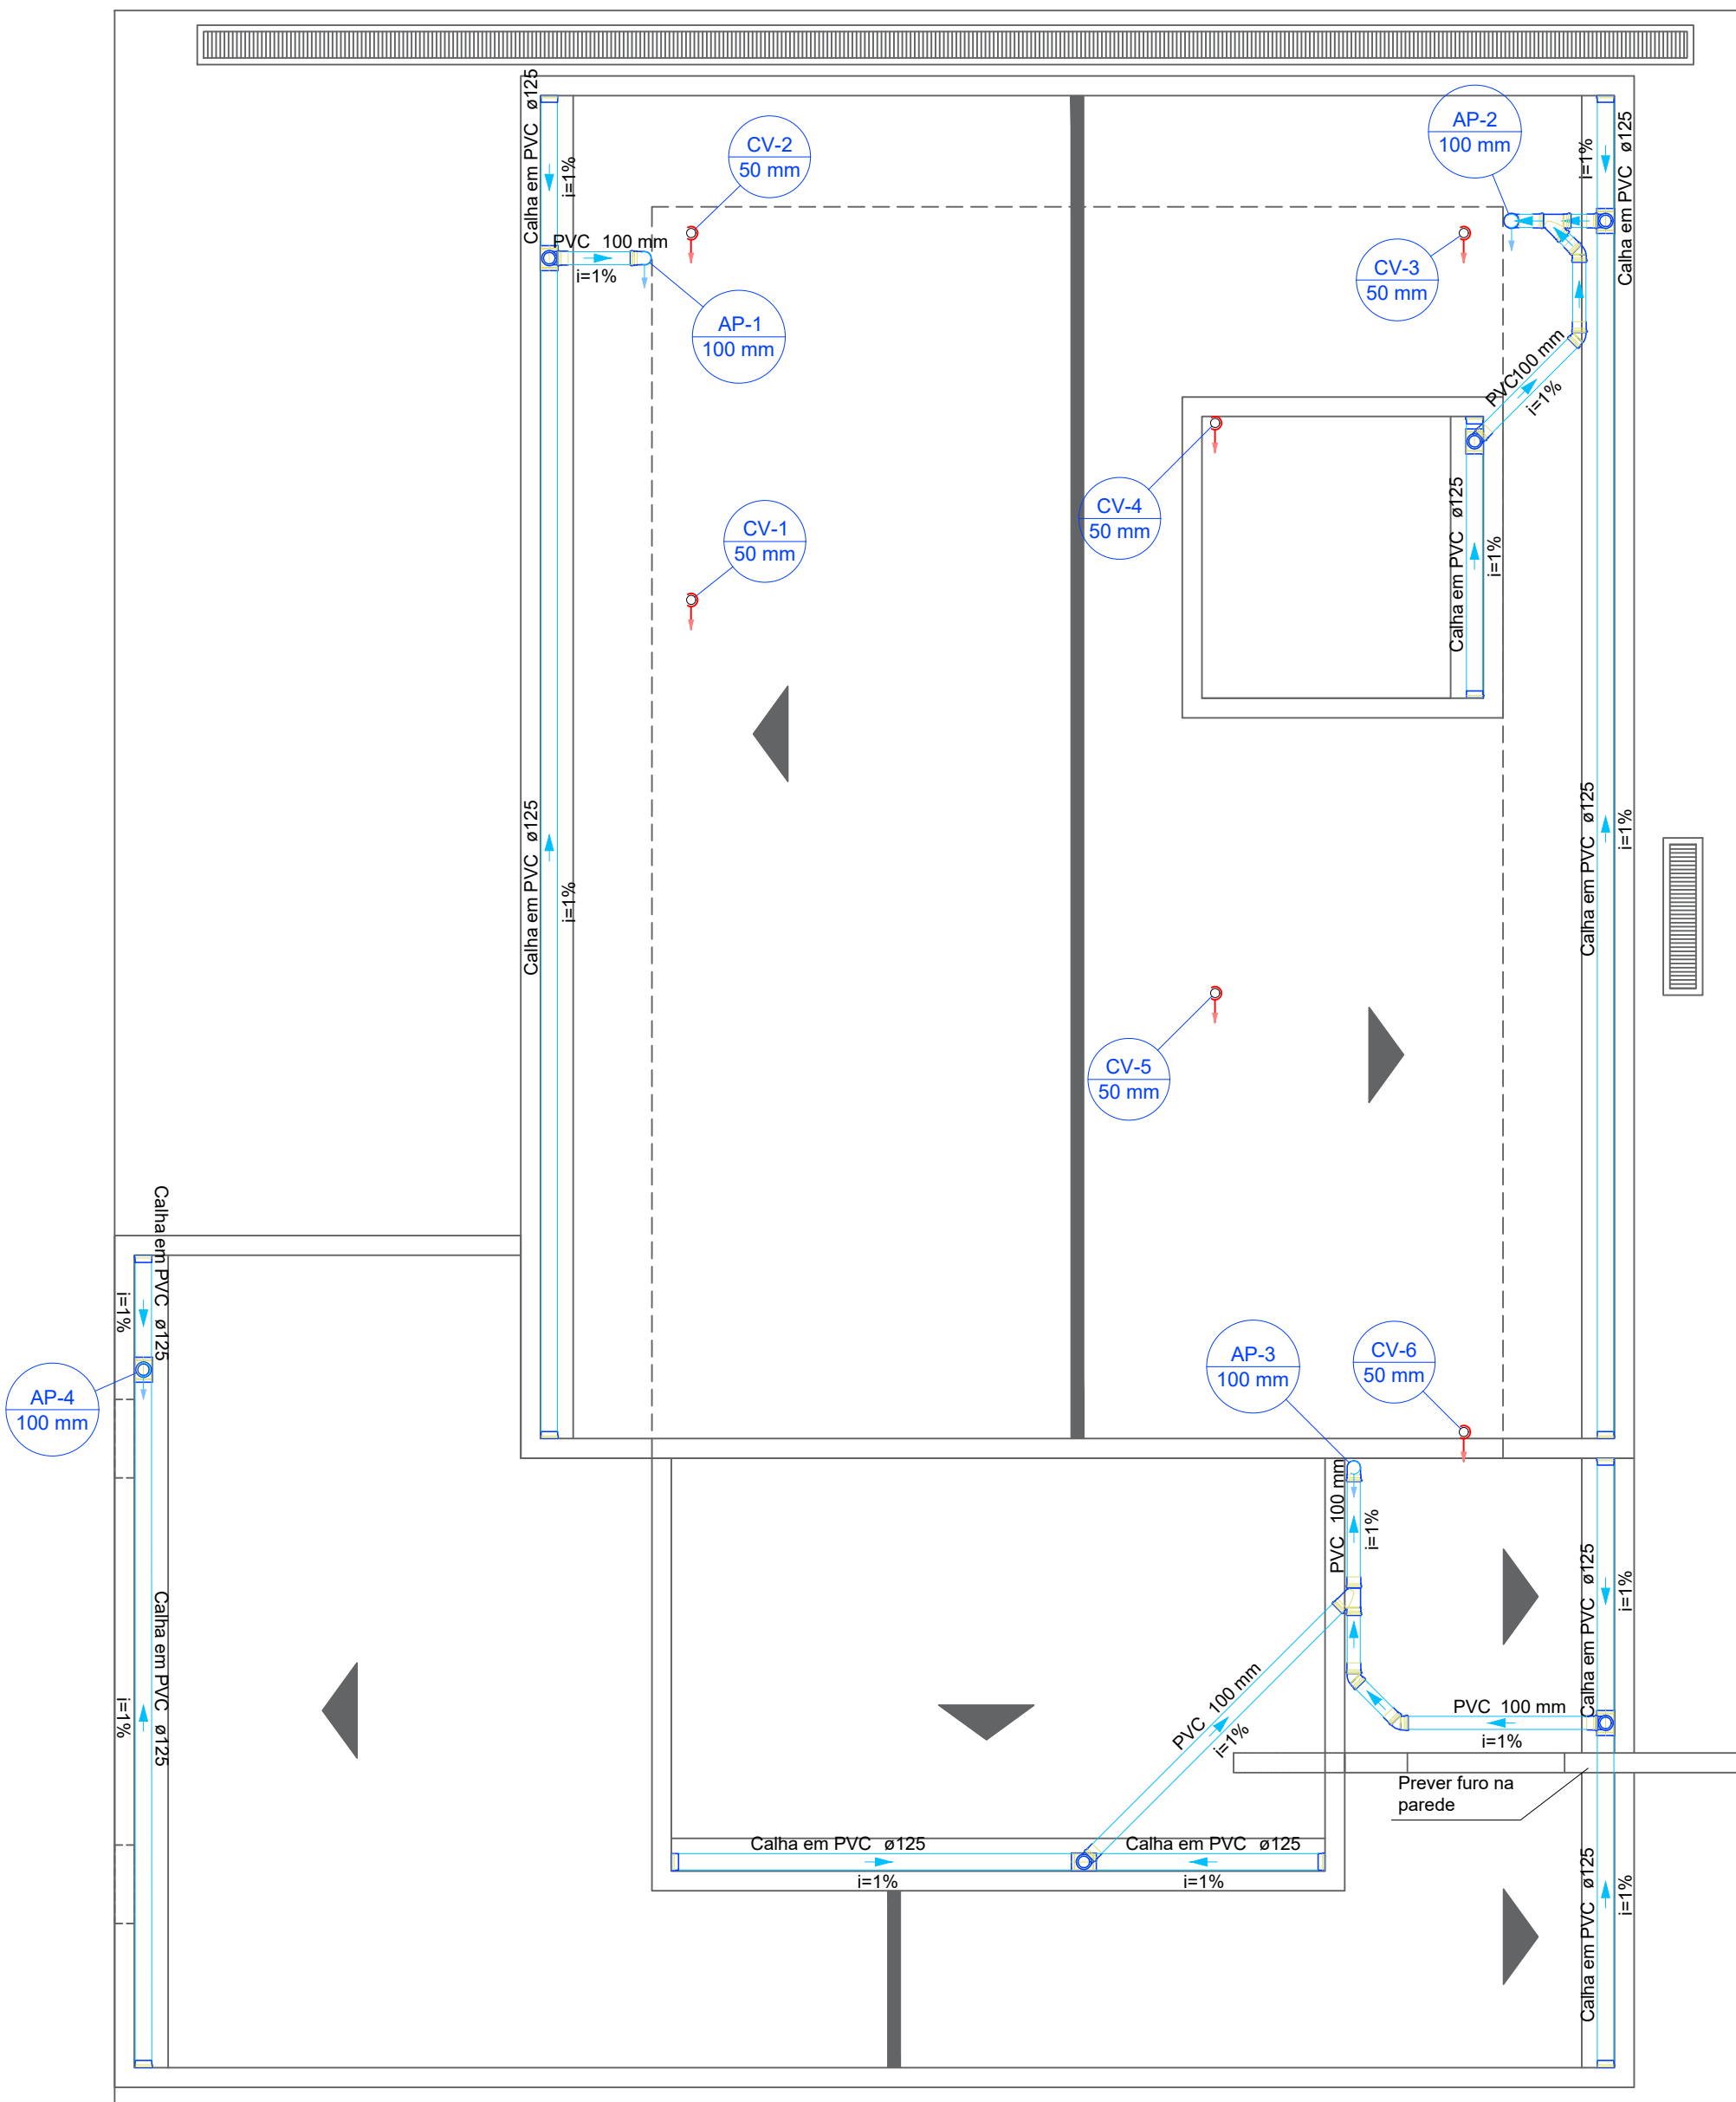 Calha em PVC ø125
i=1%
CV-2
50 mm
AP-2
100 mm
i=1%
Calha em PVC ø125
PVC 100 mm
i=1%
CV-3
50 mm
AP-1
100 mm
PVC100 mm
i=1%
CV-4
50 mm
Calha em PVC ø125
i=1%
CV-1
50 mm
Calha em PVC ø125
i=1%
Calha em PVC ø125
i=1%
CV-5
50 mm
Calha em PVC ø125
i=1%
AP-4
100 mm
AP-3
100 mm
CV-6
50 mm
PVC 100 mm
i=1%
Calha em PVC ø125
i=1%
Calha em PVC ø125
i=1%
PVC 100 mm
i=1%
PVC 100 mm
i=1%
Prever furo na
parede
Calha em PVC ø125
i=1%
Calha em PVC ø125
i=1%
Calha em PVC ø125
i=1%